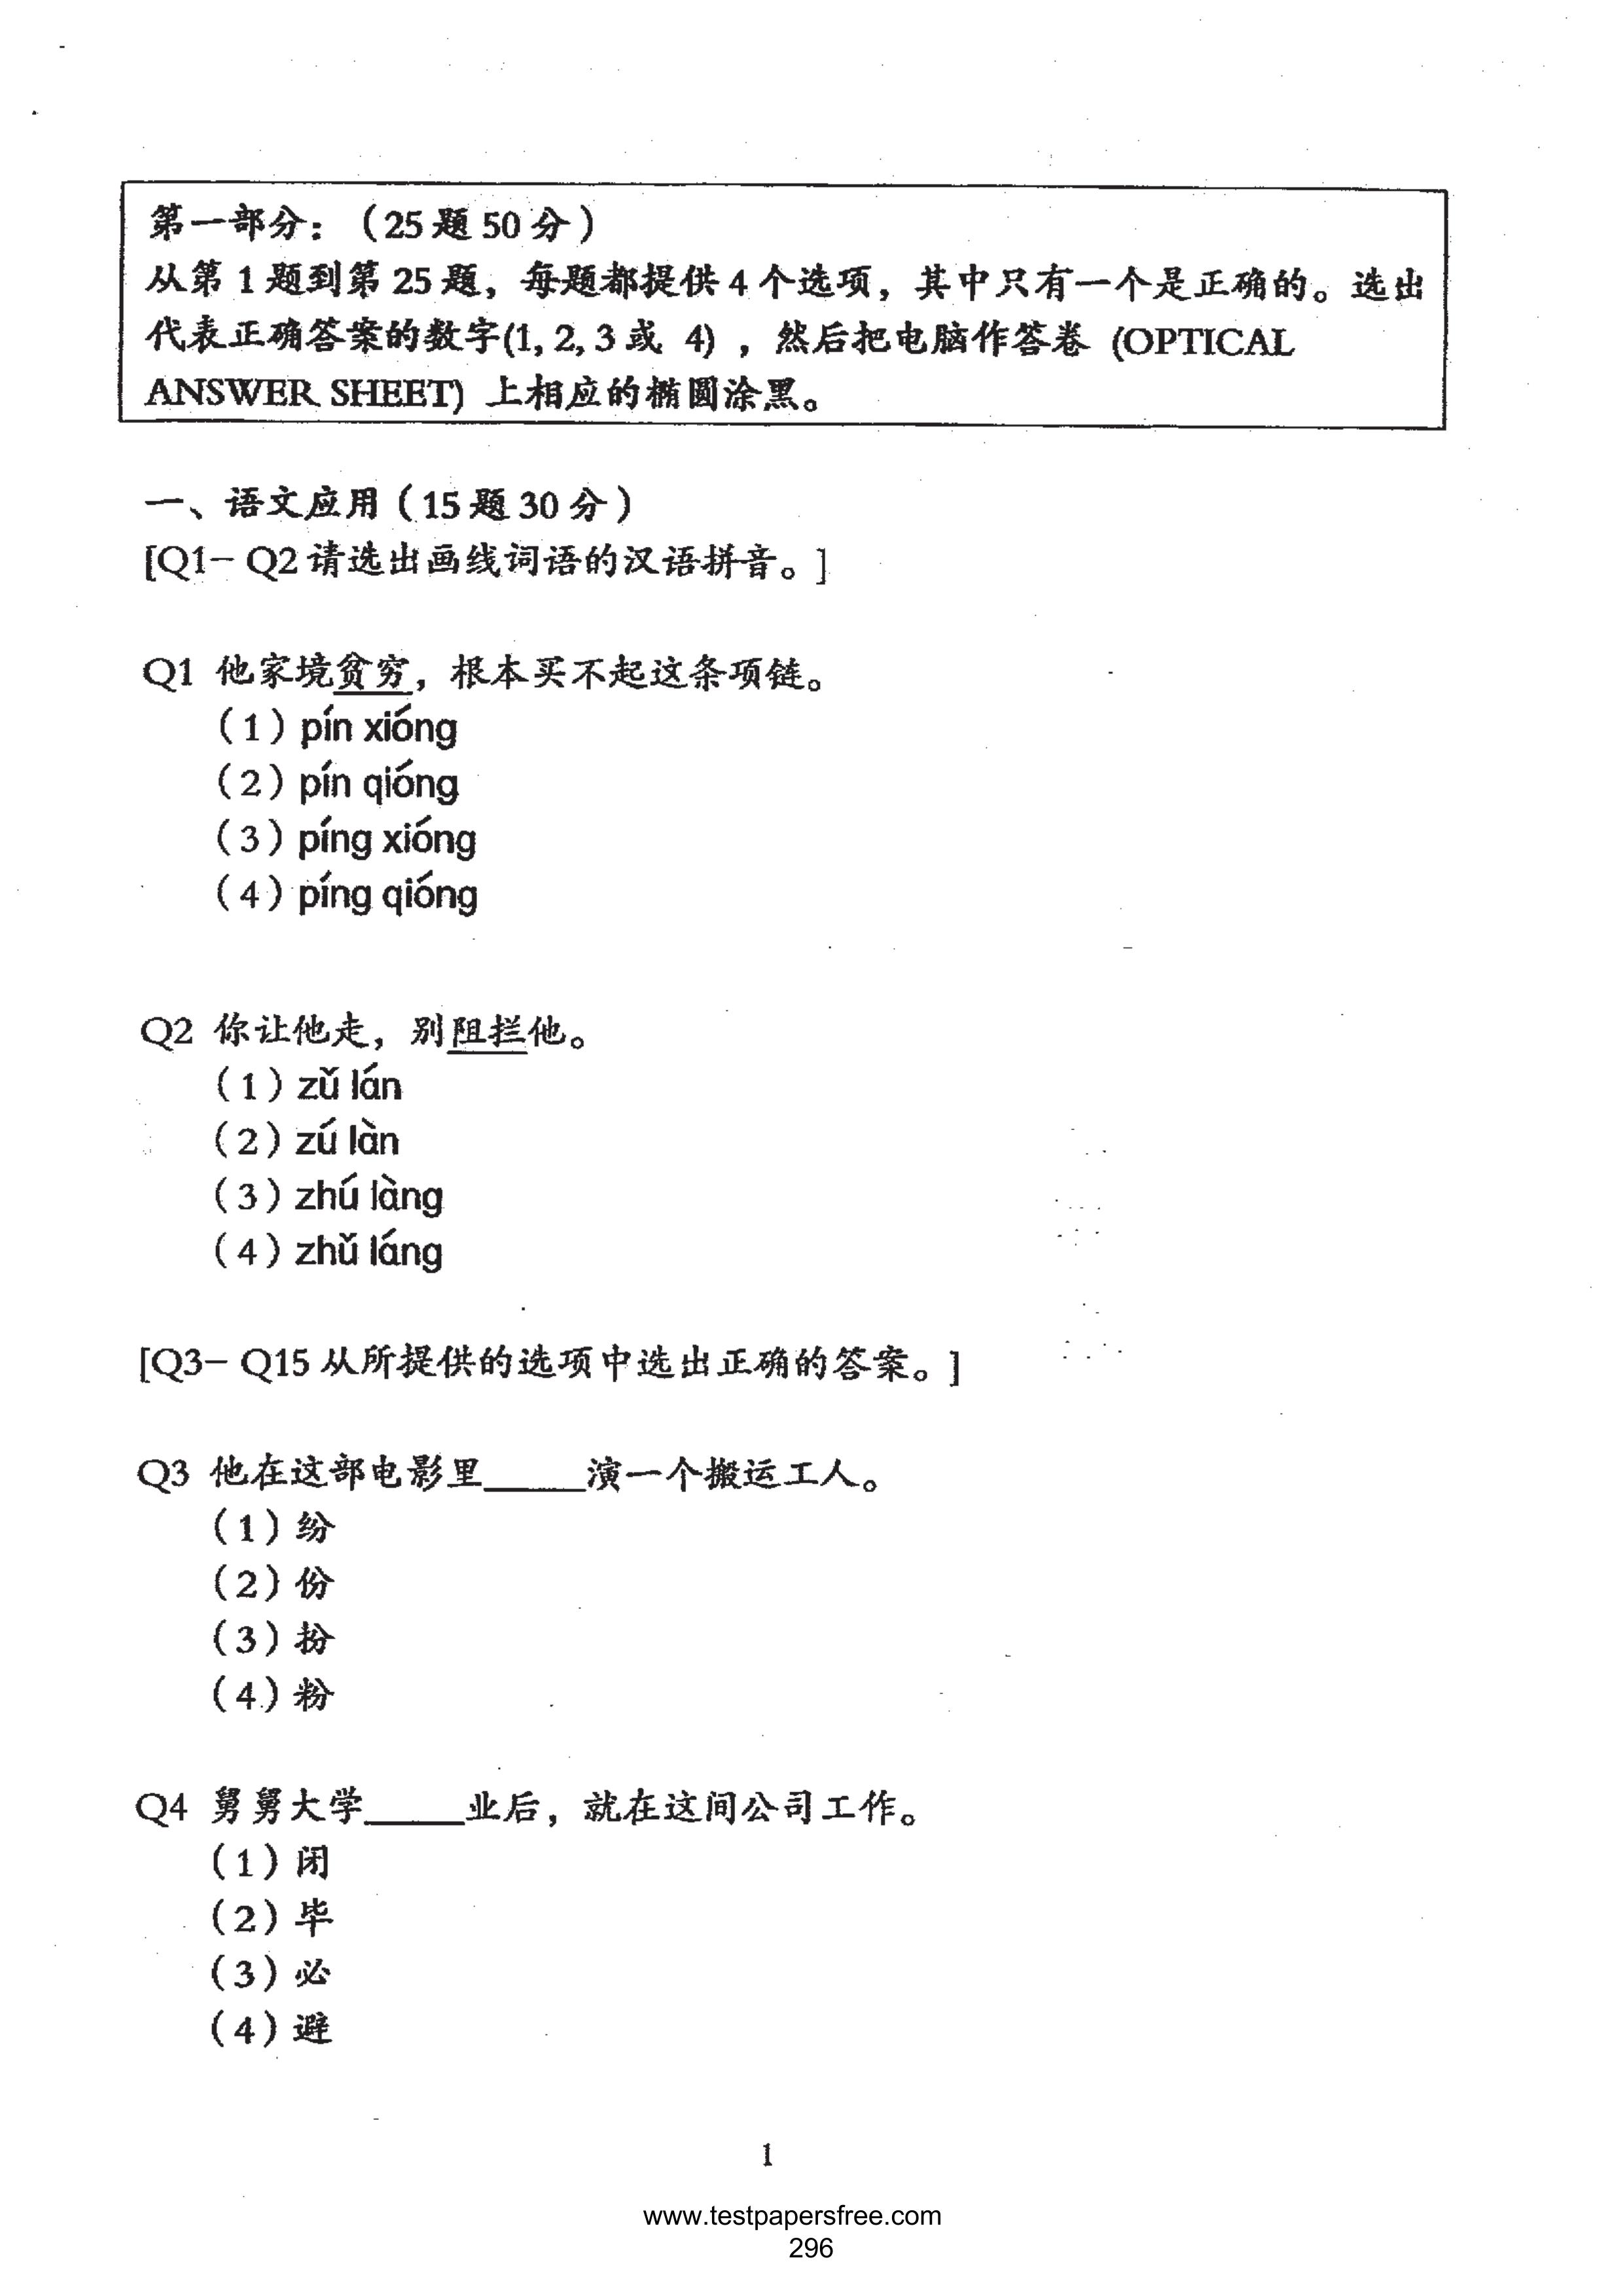 第一部分：（25题50分）
从第1题到第25题，每题都提供4个选项，其中只有一个是正确的。选出
代表正确答案的数字(1, 2, 3或 4) ，然后把电脑作答卷 (OPTICAL
ANSWER SHEET) 上相应的椭圆涂黑。
一、语文应用（15题30分）
[Q1– Q2请选出画线词语的汉语拼音。]
Q1 他家境贫穷，根本买不起这条项链。
（1）pín xióng
（2）pín qióng
（3）píng xióng
（4）píng qióng
Q2 你让他走，别阻拦他。
（1）zǔ lán
（2）zú làn
（3）zhú làng
（4）zhǔ láng
[Q3– Q15从所提供的选项中选出正确的答案。]
Q3 他在这部电影里_____演一个搬运工人。
（1）纷
（2）份
（3）扮
（4）粉
Q4 舅舅大学_____业后，就在这间公司工作。
（1）闭
（2）毕
（3）必
（4）避
1
www.testpapersfree.com
296